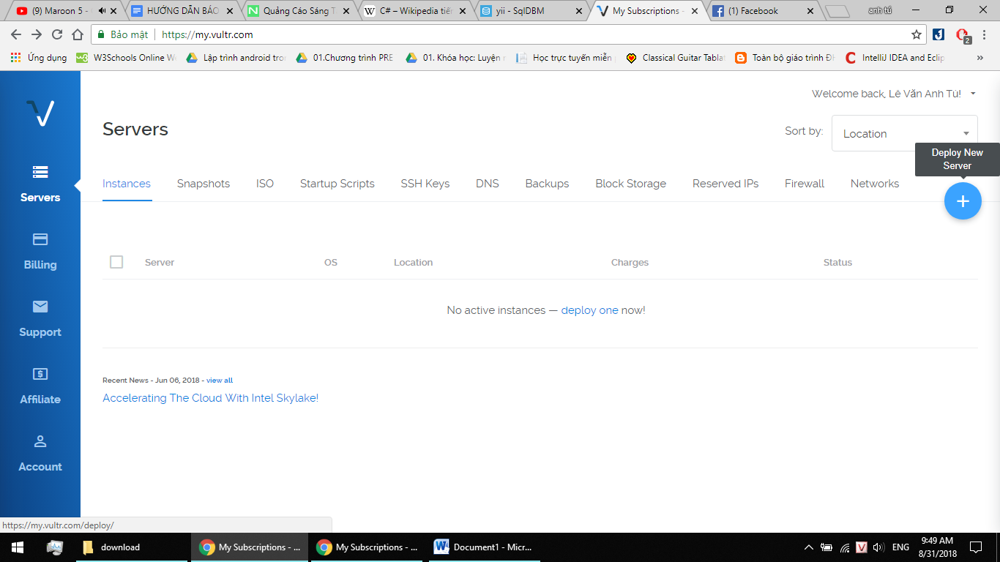 (9) Maroon 5 -
HƯỚNG DẪN BÁO
Quảng Cáo Sáng T
C# – Wikipedia tiế
yii - SqlDBM
My Subscriptions -
(1) Facebook
anh tú
Bảo mật
https://my.vultr.com
2
Ứng dụng
W3Schools Online We
Lập trình android tro
01.Chương trình PRE
01. Khóa học: Luyện
Học trực tuyến miễn
Classical Guitar Tablat
Toàn bộ giáo trình ĐH
IntelliJ IDEA and Eclip
Welcome back, Lê Văn Anh Tú!
Servers
Sort by:
Location
Deploy New
Server
Instances
Snapshots
ISO
Startup Scripts
SSH Keys
DNS
Backups
Block Storage
Reserved IPs
Firewall
Networks
Servers
Billing
Support
Affiliate
Account
Server
OS
Location
Charges
Status
No active instances — deploy one now!
Recent News - Jun 06, 2018 - view all
Accelerating The Cloud With Intel Skylake!
https://my.vultr.com/deploy/
download
My Subscriptions - ...
My Subscriptions - ...
Document1 - Micr...
ENG
9:49 AM
8/31/2018